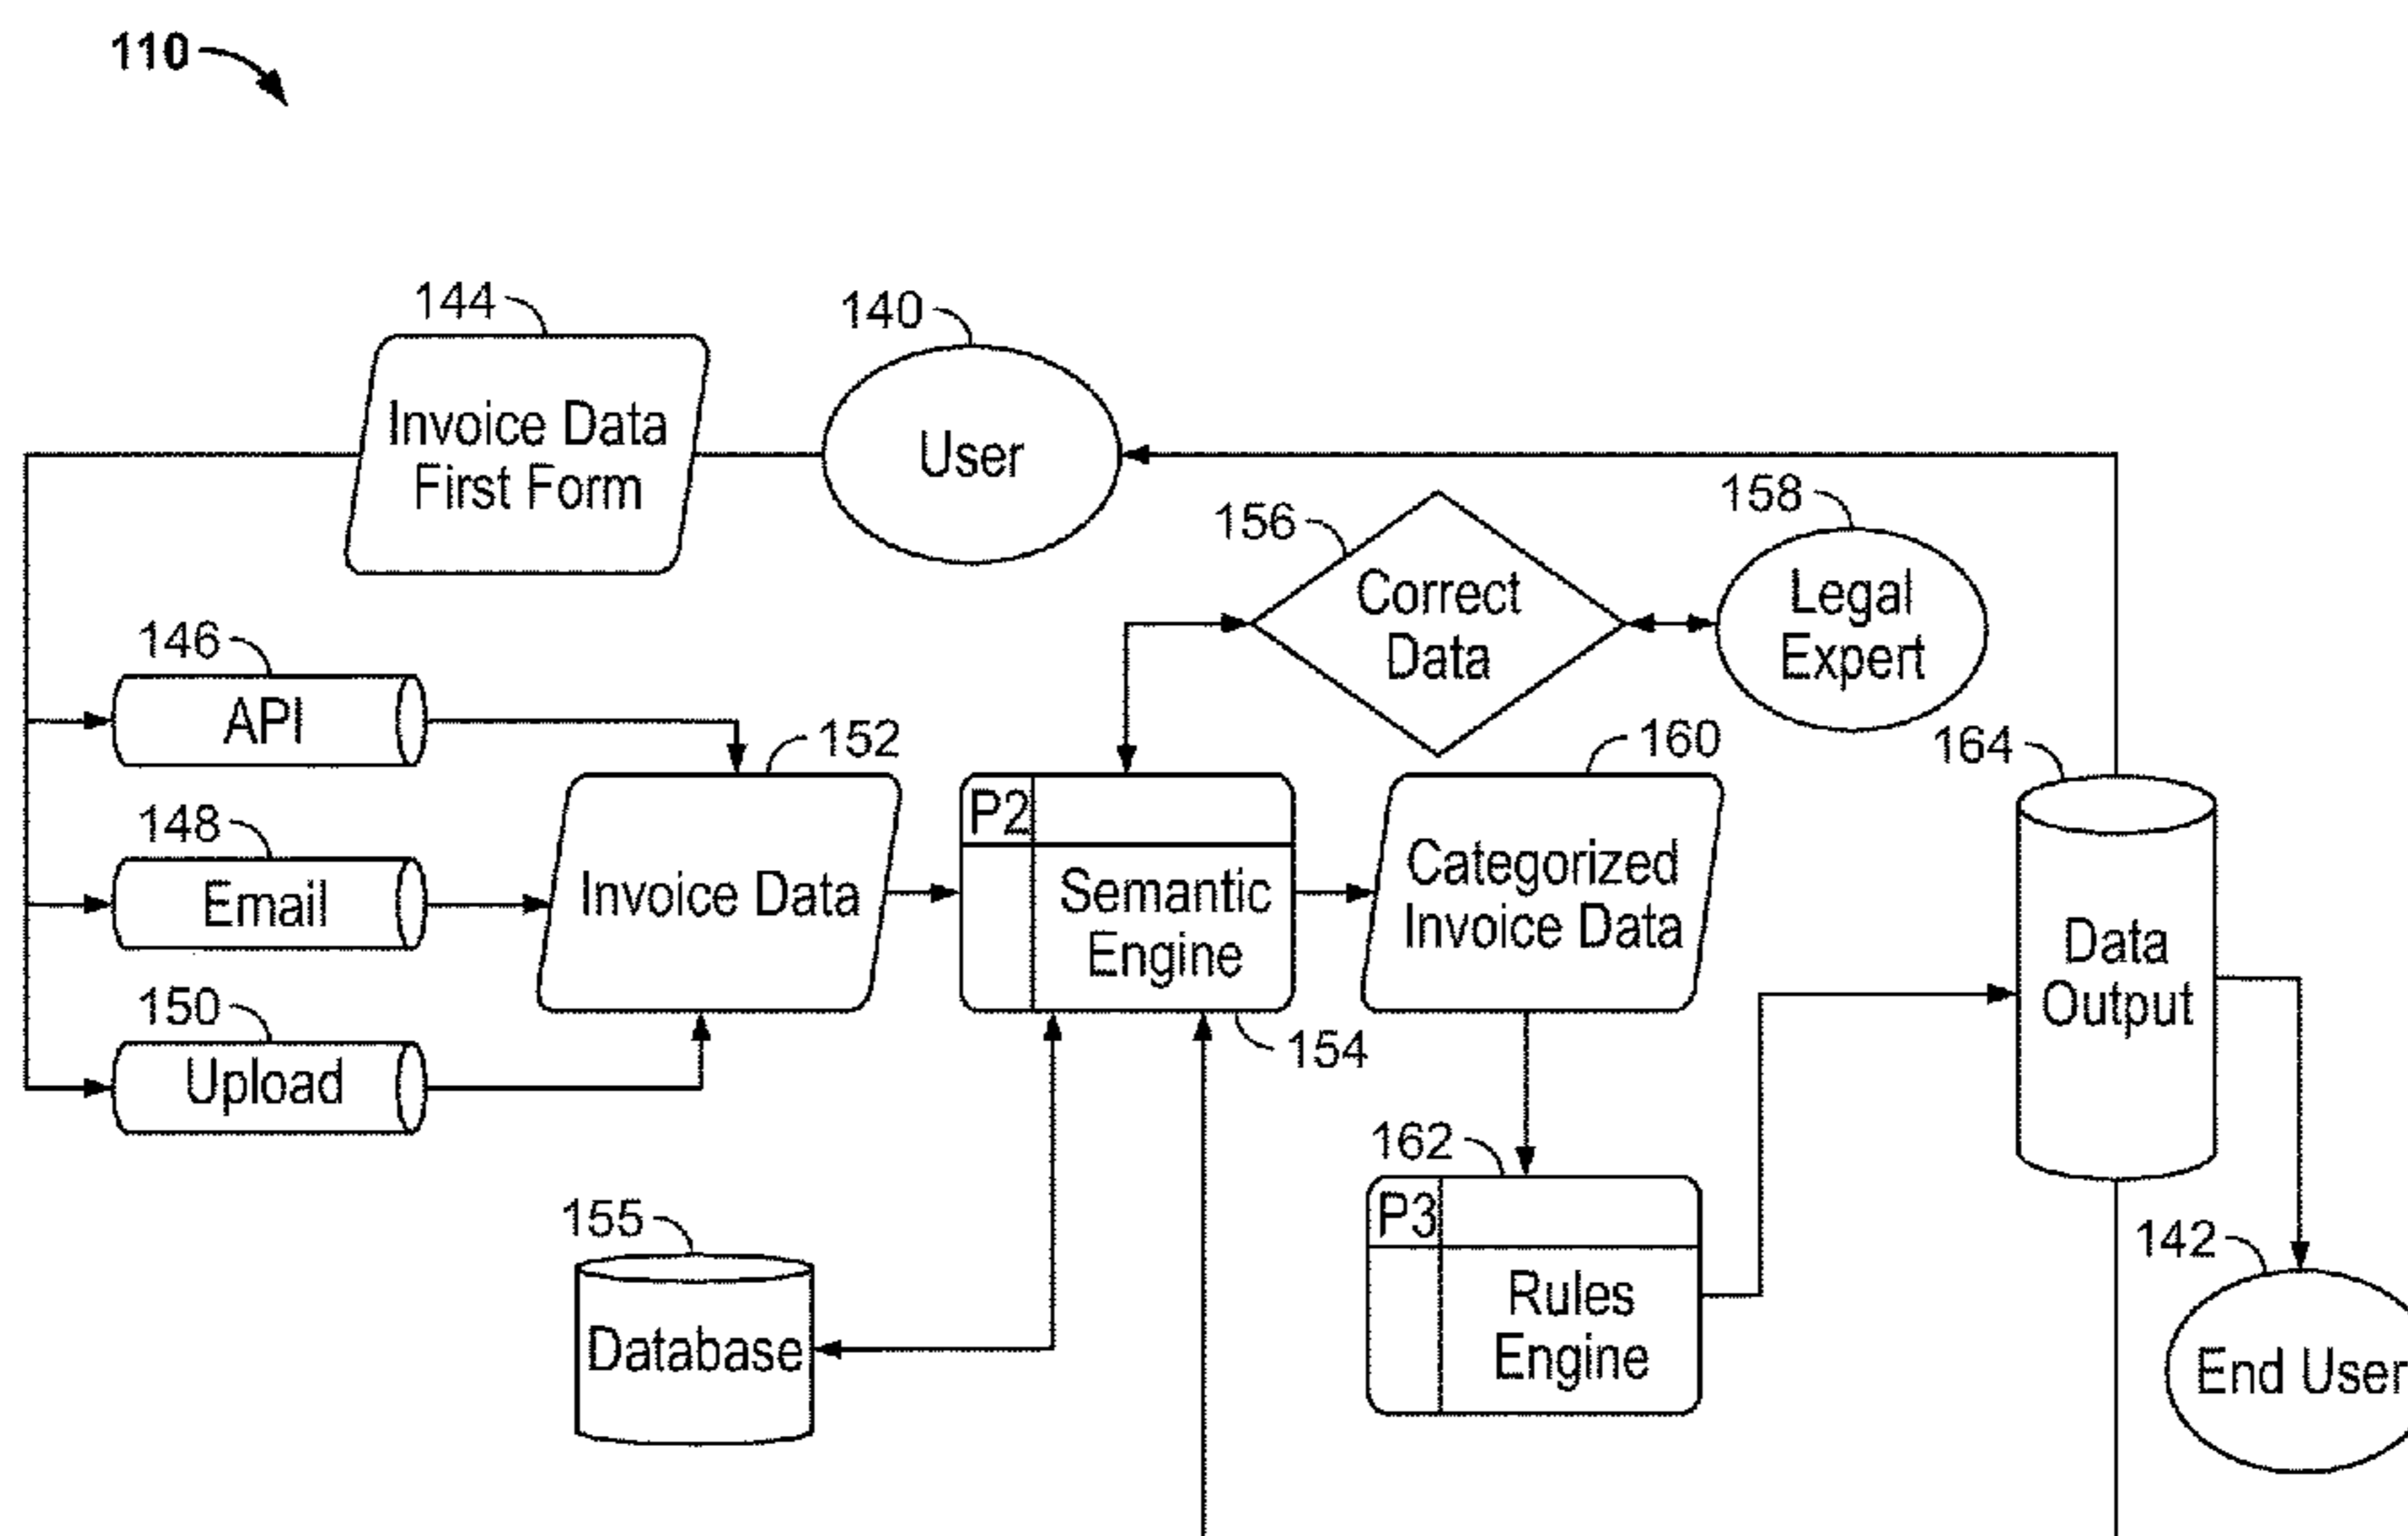 110
144
140
Invoice Data
First Form
User
156
158
Correct
Data
Legal
Expert
146
API
152
160
164
148
Email
Invoice Data
P2
Semantic
Engine
Categorized
Invoice Data
Data
Output
150
Upload
154
162
155
Database
P3
Rules
Engine
142
End User